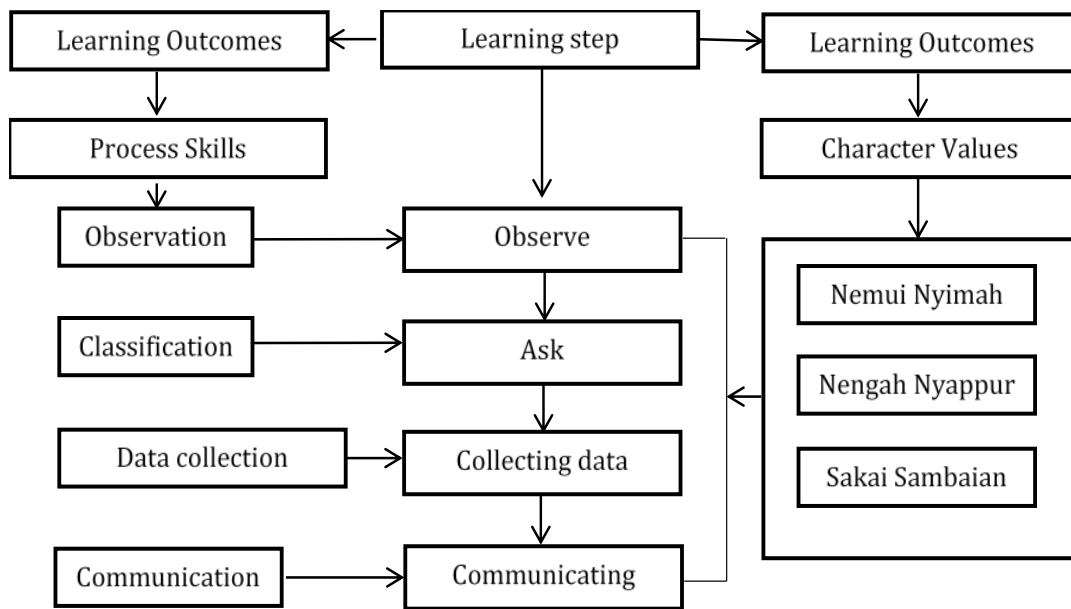 Learning Outcomes
Learning step
Learning Outcomes
Process Skills
Character Values
Observation
Observe
Nemui Nyimah
Classification
Ask
Nengah Nyappur
Data collection
Collecting data
Sakai Sambaian
Communication
Communicating